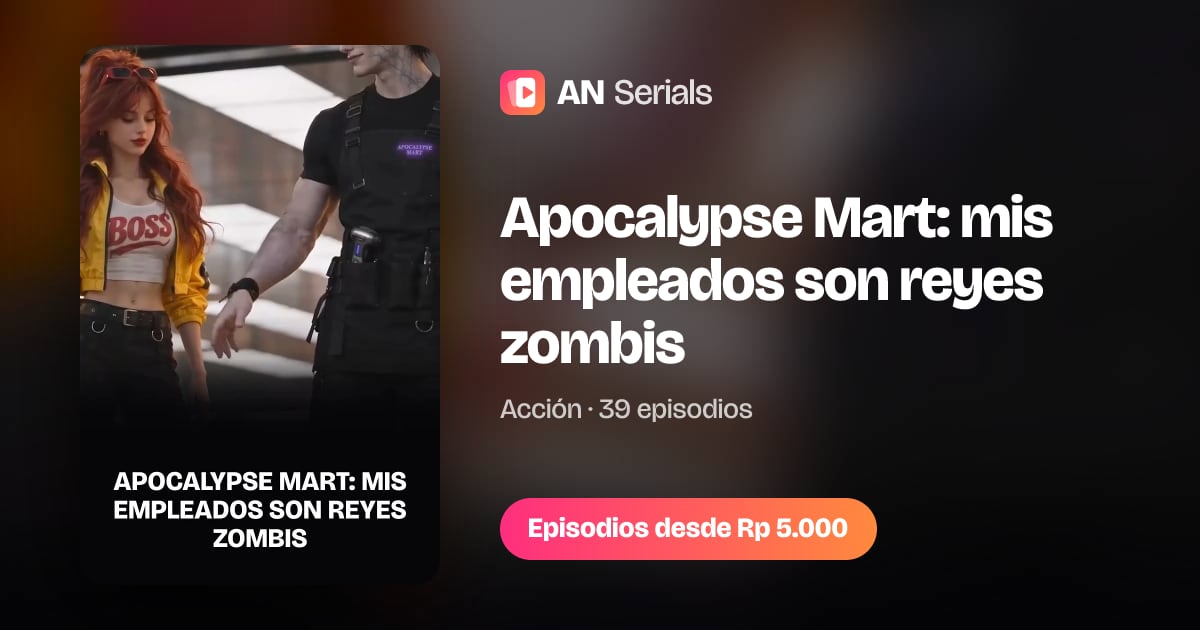 AN Serials
Apocalypse Mart: mis
empleados son reyes
zombis
Acción · 39 episodios
Episodios desde Rp 5.000
BOSS
APOCALYPSE
MART
APOCALYPSE MART: MIS
EMPLEADOS SON REYES
ZOMBIS